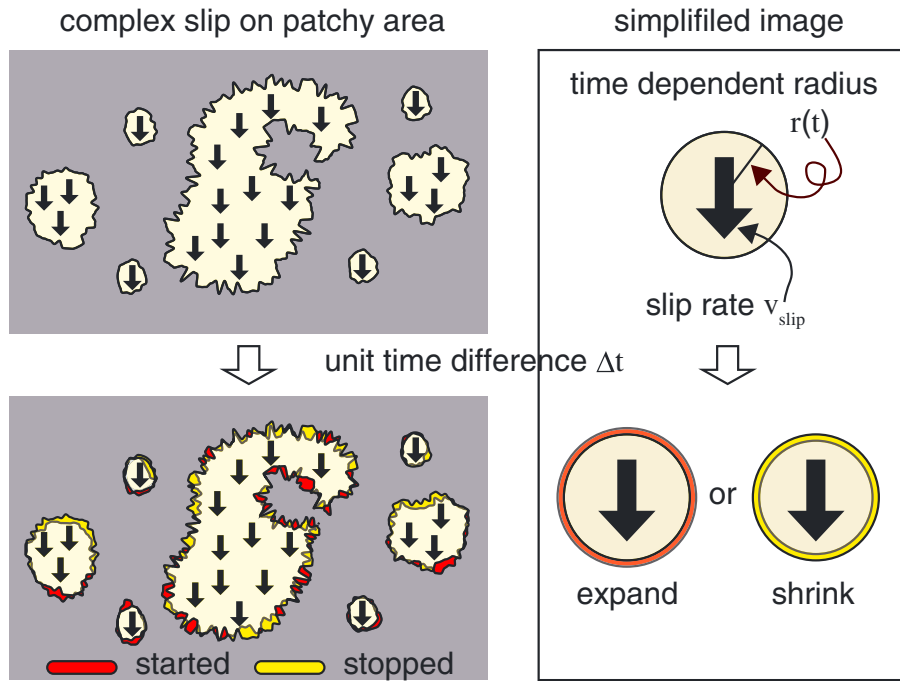 complex slip on patchy area
simplifiled image
time dependent radius
r(t)
slip rate vslip
unit time difference Δt
or
expand
shrink
started
stopped